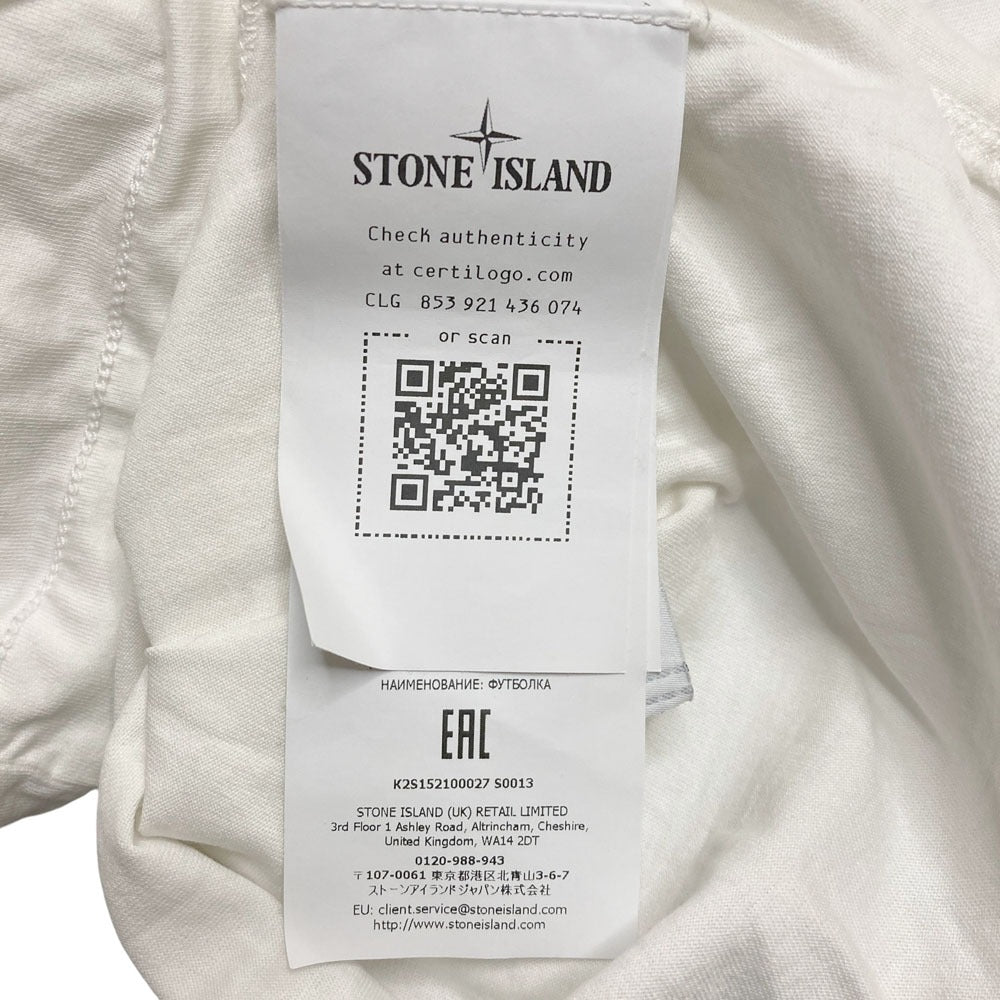 STONE ISLAND
Check authenticity
at certilogo.com
CLG 853 921 436 074
or scan
НАИМЕНОВАНИЕ: ФУТБОЛКА
EAC
K2S152100027 S0013
STONE ISLAND (UK) RETAIL LIMITED
3rd Floor 1 Ashley Road, Altrincham, Cheshire,
United Kingdom, WA14 2DT
0120-988-943
〒107-0061 東京都港区北青山3-6-7
ストーンアイランドジャパン株式会社
EU: client.service@stoneisland.com
http://www.stoneisland.com